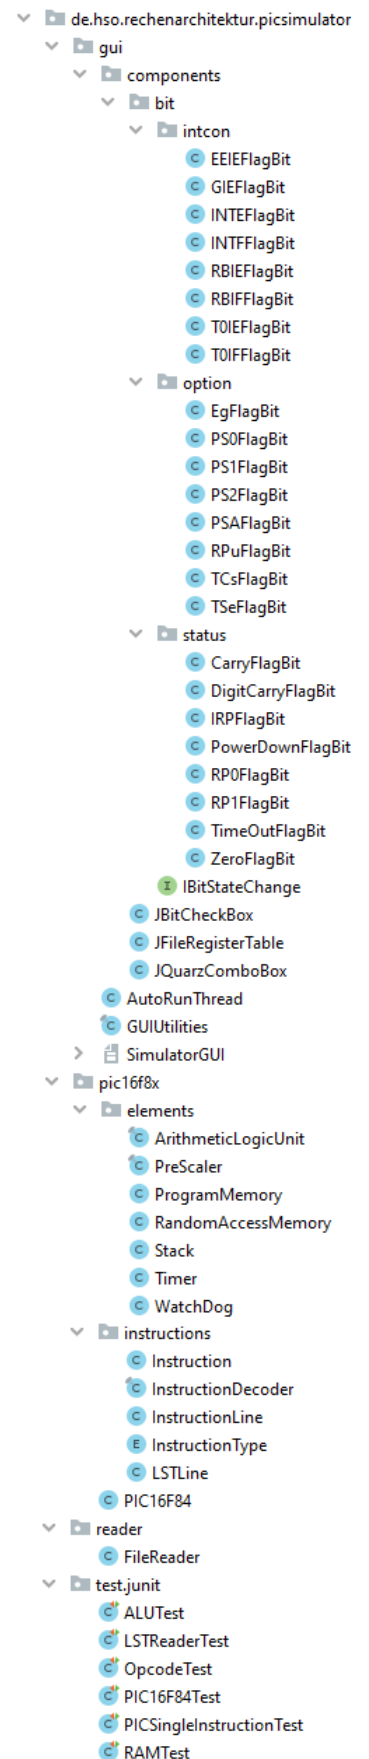 de.hso.rechenarchitektur.picsimulator
gui
components
bit
intcon
EEIEFlagBit
GIEFlagBit
INTEFlagBit
INTFFlagBit
RBIEFlagBit
RBIFFlagBit
T0IEFlagBit
T0IFFlagBit
option
EgFlagBit
PS0FlagBit
PS1FlagBit
PS2FlagBit
PSAFlagBit
RPuFlagBit
TCsFlagBit
TSeFlagBit
status
CarryFlagBit
DigitCarryFlagBit
IRPFlagBit
PowerDownFlagBit
RP0FlagBit
RP1FlagBit
TimeOutFlagBit
ZeroFlagBit
I IBitStateChange
C JBitCheckBox
C JFileRegisterTable
C JQuarzComboBox
C AutoRunThread
C GUIUtilities
SimulatorGUI
pic16f8x
elements
C ArithmeticLogicUnit
C PreScaler
C ProgramMemory
C RandomAccessMemory
C Stack
C Timer
C WatchDog
instructions
C Instruction
C InstructionDecoder
C InstructionLine
E InstructionType
C LSTLine
C PIC16F84
reader
C FileReader
test.junit
C ALUTest
C LSTReaderTest
C OpcodeTest
C PIC16F84Test
C PICSingleInstructionTest
C RAMTest